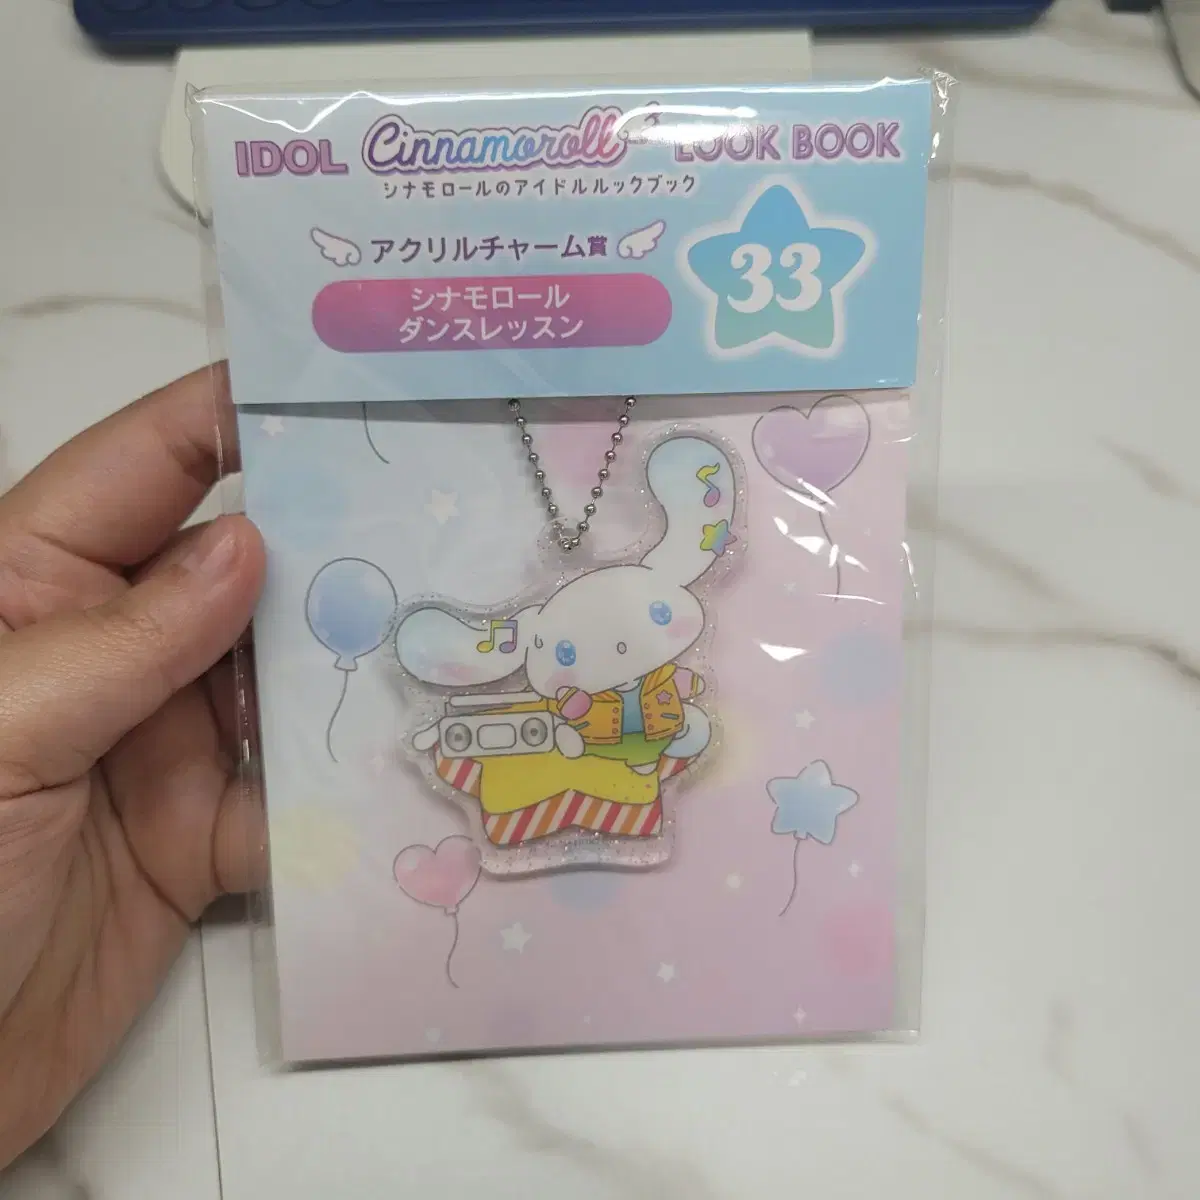 IDOL Cinnamoroll LOOK BOOK
シナモロールのアイドルルックブック
アクリルチャーム賞
シナモロール
ダンスレッスン
33